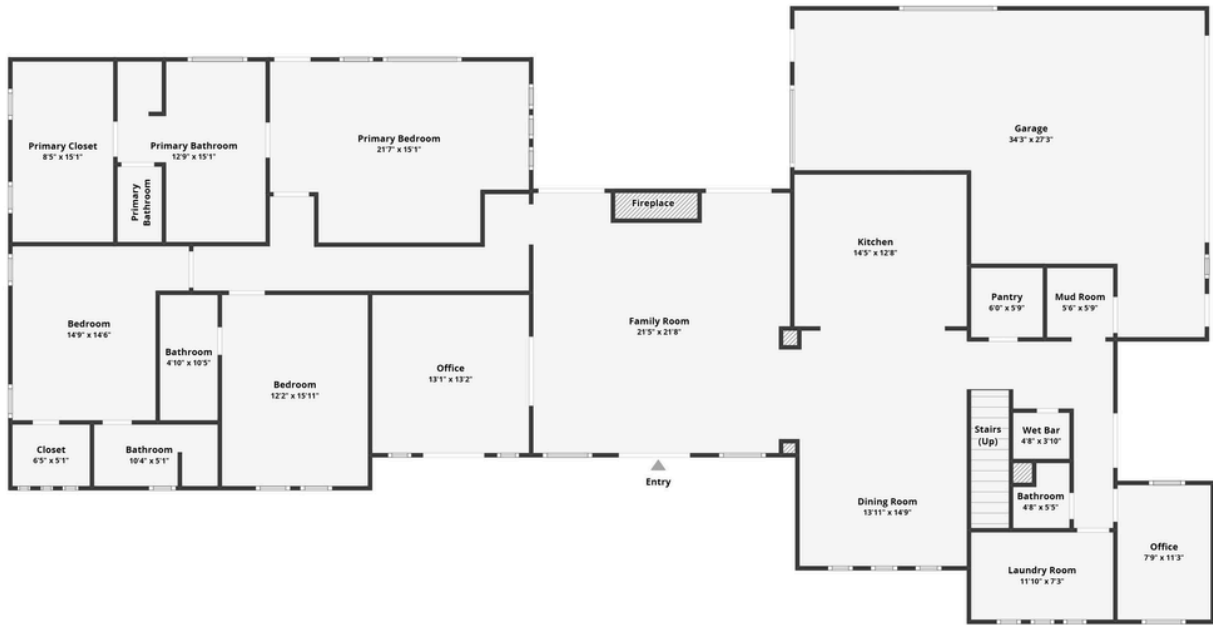 Primary Closet
8'5" x 15'1"
Primary Bathroom
12'9" x 15'1"
Primary
Bathroom
Primary Bedroom
21'7" x 15'1"
Garage
34'3" x 27'3"
Fireplace
Kitchen
14'5" x 12'8"
Pantry
6'0" x 5'9"
Mud Room
5'6" x 5'9"
Bedroom
14'9" x 14'6"
Bathroom
4'10" x 10'5"
Bedroom
12'2" x 15'11"
Office
13'1" x 13'2"
Family Room
21'5" x 21'8"
Closet
6'5" x 5'1"
Bathroom
10'4" x 5'1"
Entry
Stairs
(Up)
Wet Bar
4'8" x 3'10"
Bathroom
4'8" x 5'5"
Dining Room
13'11" x 14'9"
Laundry Room
11'10" x 7'3"
Office
7'9" x 11'3"